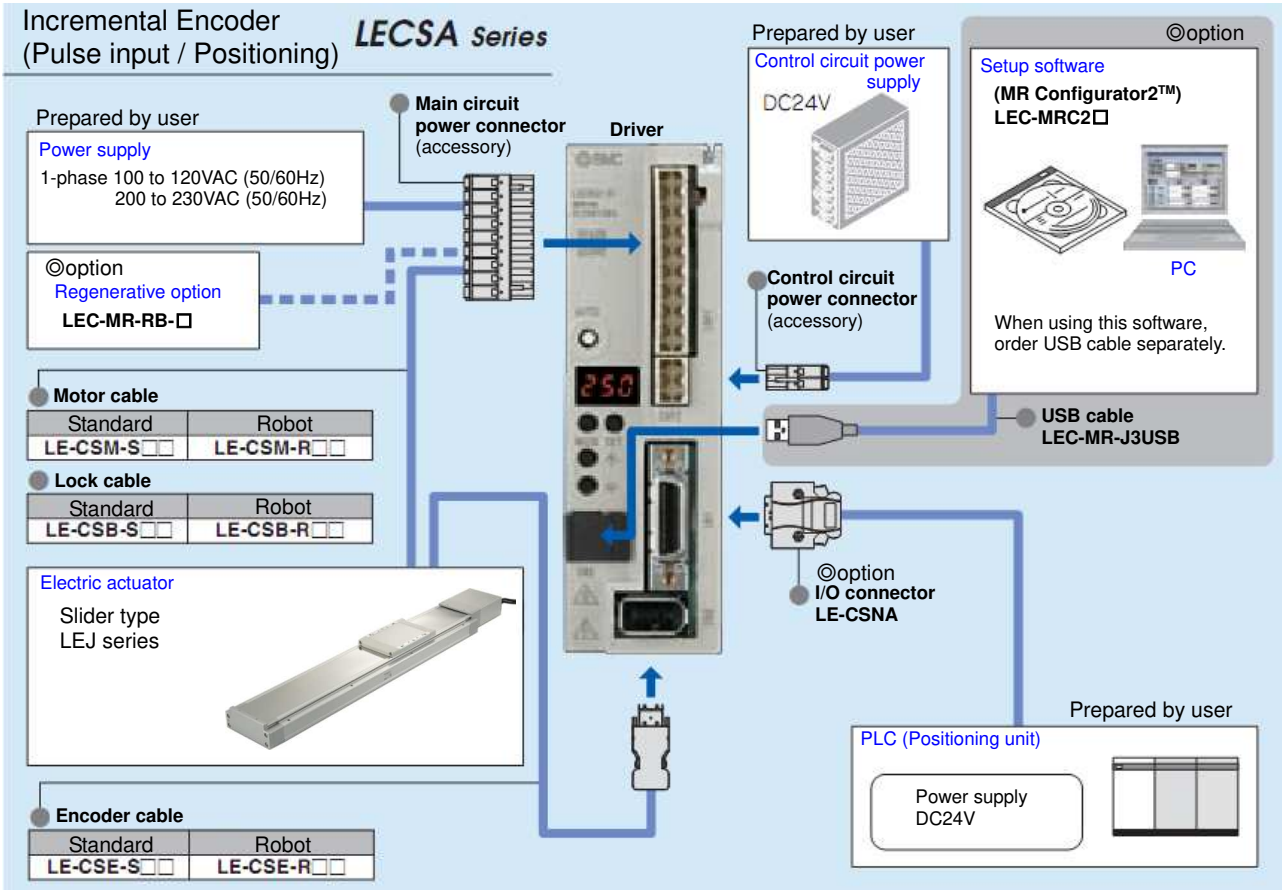 Incremental Encoder
(Pulse input / Positioning)
LECSA Series
Prepared by user
Power supply
1-phase 100 to 120VAC (50/60Hz)
200 to 230VAC (50/60Hz)
◎option
Regenerative option
LEC-MR-RB-□
Main circuit
power connector
(accessory)
Driver
SMC
250
Prepared by user
Control circuit power
supply
DC24V
◎option
Setup software
(MR Configurator2™)
LEC-MRC2□
PC
When using this software,
order USB cable separately.
Control circuit
power connector
(accessory)
USB cable
LEC-MR-J3USB
Motor cable
Standard Robot
LE-CSM-S□□ LE-CSM-R□□
Lock cable
Standard Robot
LE-CSB-S□□ LE-CSB-R□□
Electric actuator
Slider type
LEJ series
◎option
I/O connector
LE-CSNA
Prepared by user
PLC (Positioning unit)
Power supply
DC24V
Encoder cable
Standard Robot
LE-CSE-S□□ LE-CSE-R□□